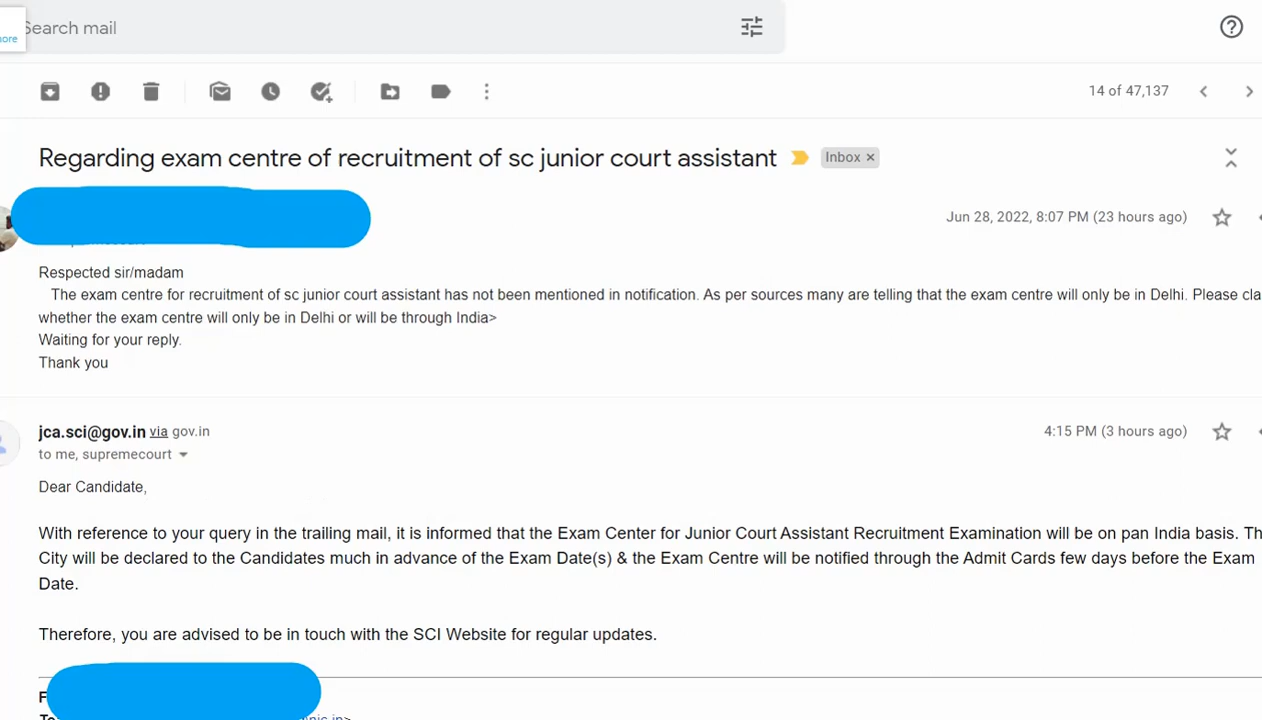 ore
Search mail
14 of 47,137
Regarding exam centre of recruitment of sc junior court assistant Inbox ×
Jun 28, 2022, 8:07 PM (23 hours ago)
Respected sir/madam
The exam centre for recruitment of sc junior court assistant has not been mentioned in notification. As per sources many are telling that the exam centre will only be in Delhi. Please cla
whether the exam centre will only be in Delhi or will be through India>
Waiting for your reply.
Thank you
jca.sci@gov.in via gov.in 4:15 PM (3 hours ago)
to me, supremecourt
Dear Candidate,
With reference to your query in the trailing mail, it is informed that the Exam Center for Junior Court Assistant Recruitment Examination will be on pan India basis. Th
City will be declared to the Candidates much in advance of the Exam Date(s) & the Exam Centre will be notified through the Admit Cards few days before the Exam
Date.
Therefore, you are advised to be in touch with the SCI Website for regular updates.
F